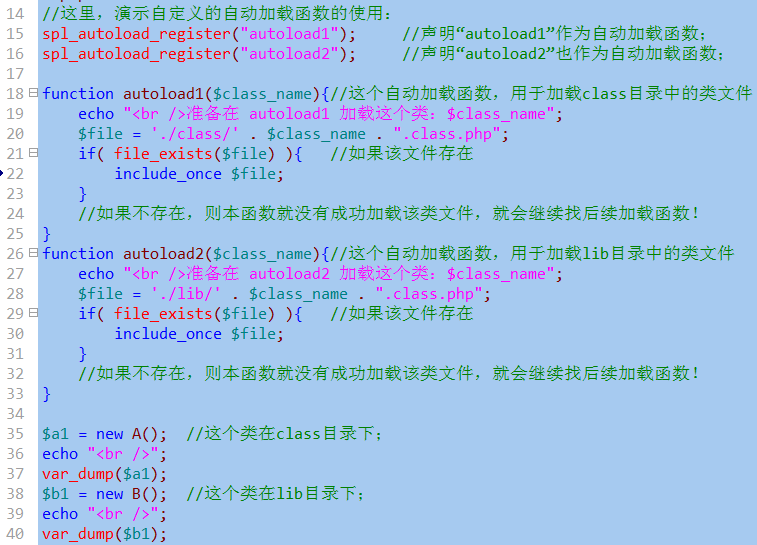 14 //这里，演示自定义的自动加载函数的使用：
15 spl_autoload_register("autoload1"); //声明“autoload1”作为自动加载函数；
16 spl_autoload_register("autoload2"); //声明“autoload2”也作为自动加载函数；
17
18 function autoload1($class_name){//这个自动加载函数，用于加载class目录中的类文件
19 echo "<br />准备在 autoload1 加载这个类：$class_name";
20 $file = './class/' . $class_name . ".class.php";
21 if( file_exists($file) ){ //如果该文件存在
22 include_once $file;
23 }
24 //如果不存在，则本函数就没有成功加载该类文件，就会继续找后续加载函数！
25 }
26 function autoload2($class_name){//这个自动加载函数，用于加载lib目录中的类文件
27 echo "<br />准备在 autoload2 加载这个类：$class_name";
28 $file = './lib/' . $class_name . ".class.php";
29 if( file_exists($file) ){ //如果该文件存在
30 include_once $file;
31 }
32 //如果不存在，则本函数就没有成功加载该类文件，就会继续找后续加载函数！
33 }
34
35 $a1 = new A(); //这个类在class目录下；
36 echo "<br />";
37 var_dump($a1);
38 $b1 = new B(); //这个类在lib目录下；
39 echo "<br />";
40 var_dump($b1);